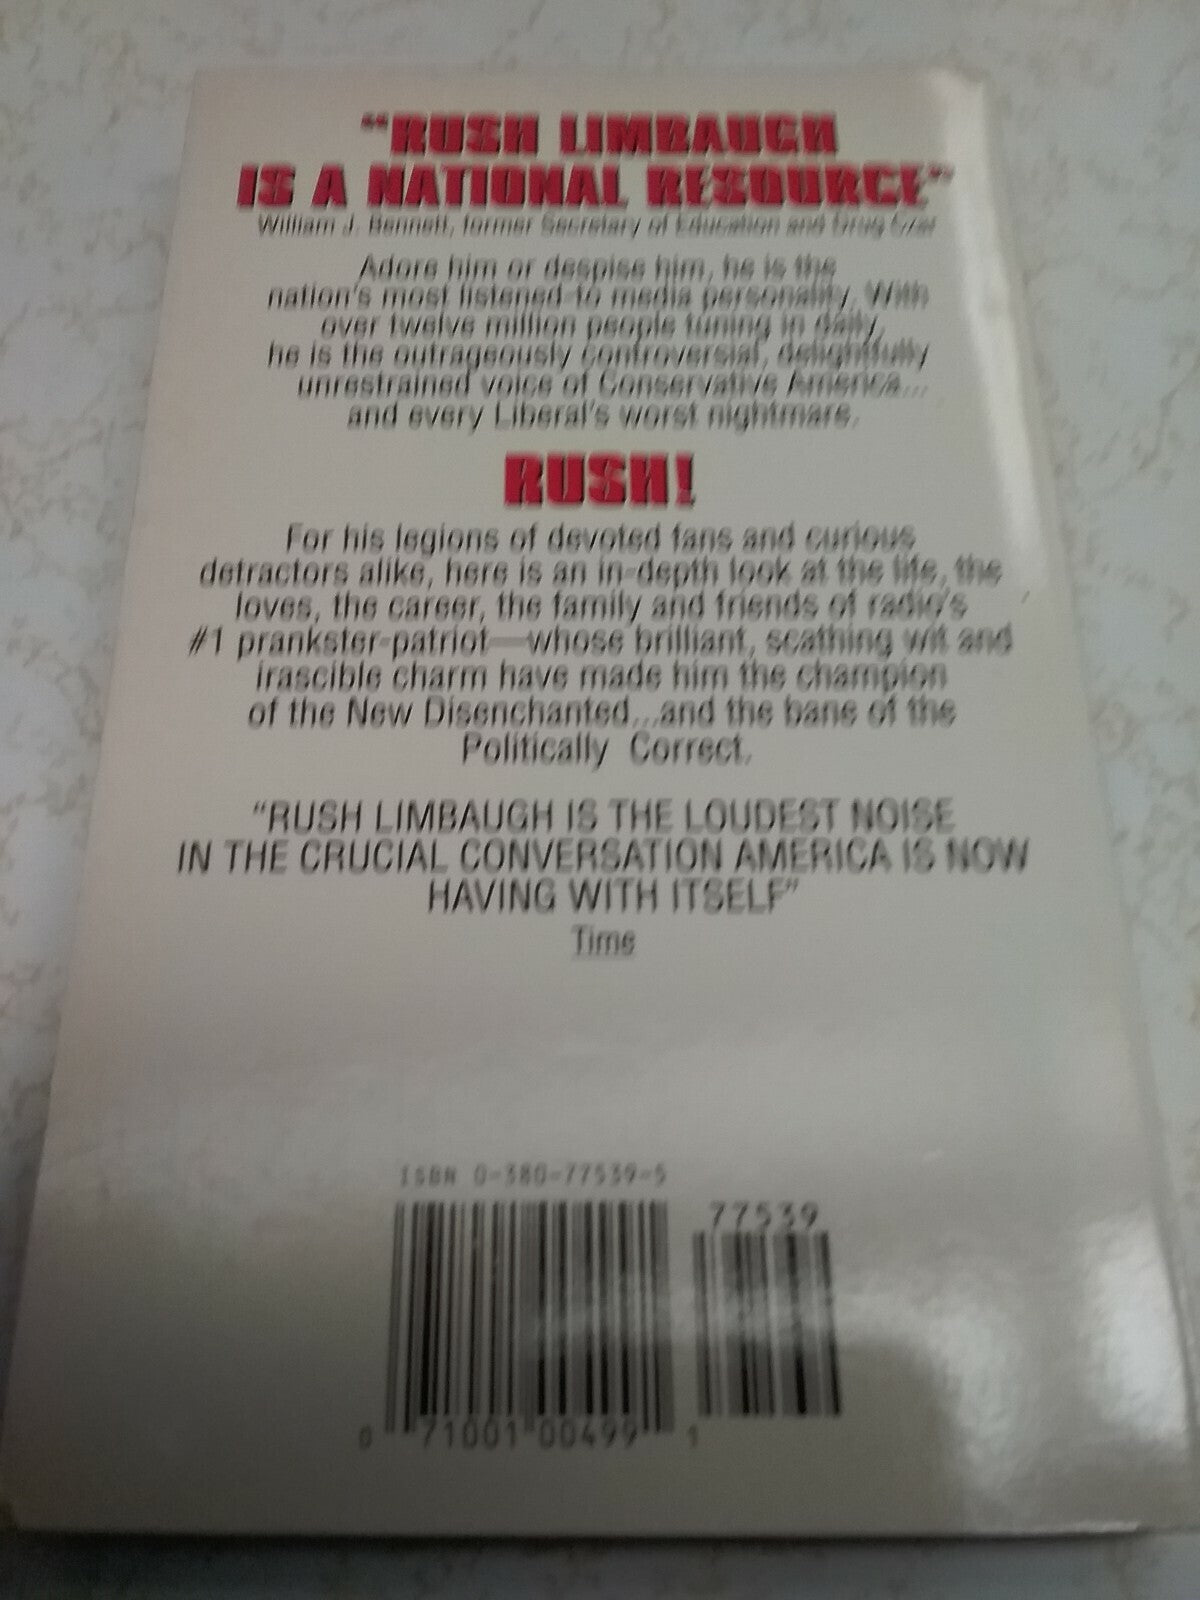 "RUSH LIMBAUGH
IS A NATIONAL RESOURCE"
William J. Bennett, former Secretary of Education and Drug Czar
Adore him or despise him, he is the
nation's most listened-to media personality. With
over twelve million people tuning in daily,
he is the outrageously controversial, delightfully
unrestrained voice of Conservative America...
and every Liberal's worst nightmare.
RUSH!
For his legions of devoted fans and curious
detractors alike, here is an in-depth look at the life, the
loves, the career, the family and friends of radio's
#1 prankster-patriot—whose brilliant, scathing wit and
irascible charm have made him the champion
of the New Disenchanted...and the bane of the
Politically Correct.
"RUSH LIMBAUGH IS THE LOUDEST NOISE
IN THE CRUCIAL CONVERSATION AMERICA IS NOW
HAVING WITH ITSELF"
Time
ISBN 0-380-77539-5
77539
0 71001 00499 1